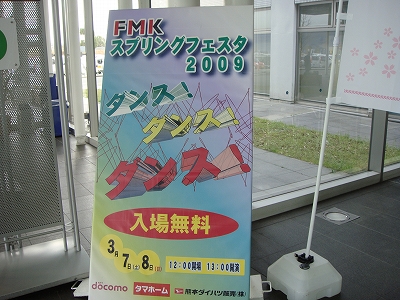 FMK
スプリングフェスタ
2009
ダンス!
ダンス!
ダンス!
入場無料
3月7日(土)8日(日) 12:00開場 13:00開演
döcomo タマホーム 熊本ダイハツ販売(株)